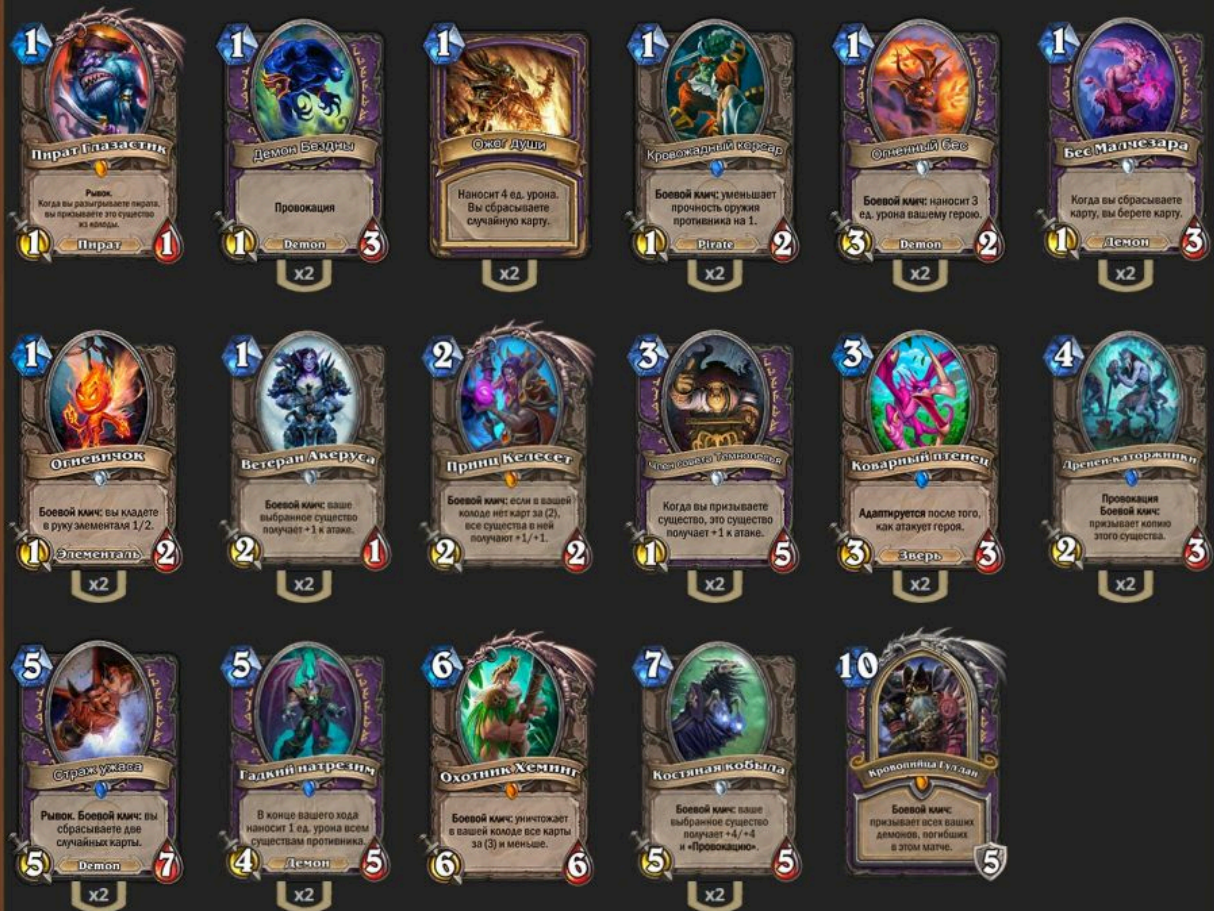 1
Пират Глазастик
Рывок.
Когда вы разыгрываете пирата,
вы призываете это существо
из колоды.
1
Пират
1
1
Демон Бездны
Провокация
1
Demon
3
x2
1
Ожог души
Наносит 4 ед. урона.
Вы сбрасываете
случайную карту.
x2
1
Кровожадный корсар
Боевой клич: уменьшает
прочность оружия
противника на 1.
1
Pirate
2
x2
1
Огненный бес
Боевой клич: наносит 3
ед. урона вашему герою.
3
Demon
2
x2
1
Бес Малчезара
Когда вы сбрасываете
карту, вы берете карту.
1
Демон
3
x2
1
Огневичок
Боевой клич: вы кладете
в руку элементаля 1/2.
1
Элементаль
2
x2
1
Ветеран Акеруса
Боевой клич: ваше
выбранное существо
получает +1 к атаке.
2
1
x2
2
Принц Келесет
Боевой клич: если в вашей
колоде нет карт за (2),
все существа в ней
получают +1/+1.
2
2
3
Член совета Темнолесья
Когда вы призываете
существо, это существо
получает +1 к атаке.
1
5
x2
3
Коварный птенец
Адаптируется после того,
как атакует героя.
3
Зверь
3
x2
4
Дренеи-каторжники
Провокация
Боевой клич:
призывает копию
этого существа.
2
3
x2
5
Страж ужаса
Рывок. Боевой клич: вы
сбрасываете две
случайных карты.
5
Demon
7
x2
5
Гадкий натрезим
В конце вашего хода
наносит 1 ед. урона всем
существам противника.
4
Демон
5
x2
6
Охотник Хеминг
Боевой клич: уничтожает
в вашей колоде все карты
за (3) и меньше.
6
6
7
Костяная кобыла
Боевой клич: ваше
выбранное существо
получает +4/+4
и «Провокацию».
5
5
x2
10
Кровопийца Гулдан
Боевой клич:
призывает всех ваших
демонов, погибших
в этом матче.
5